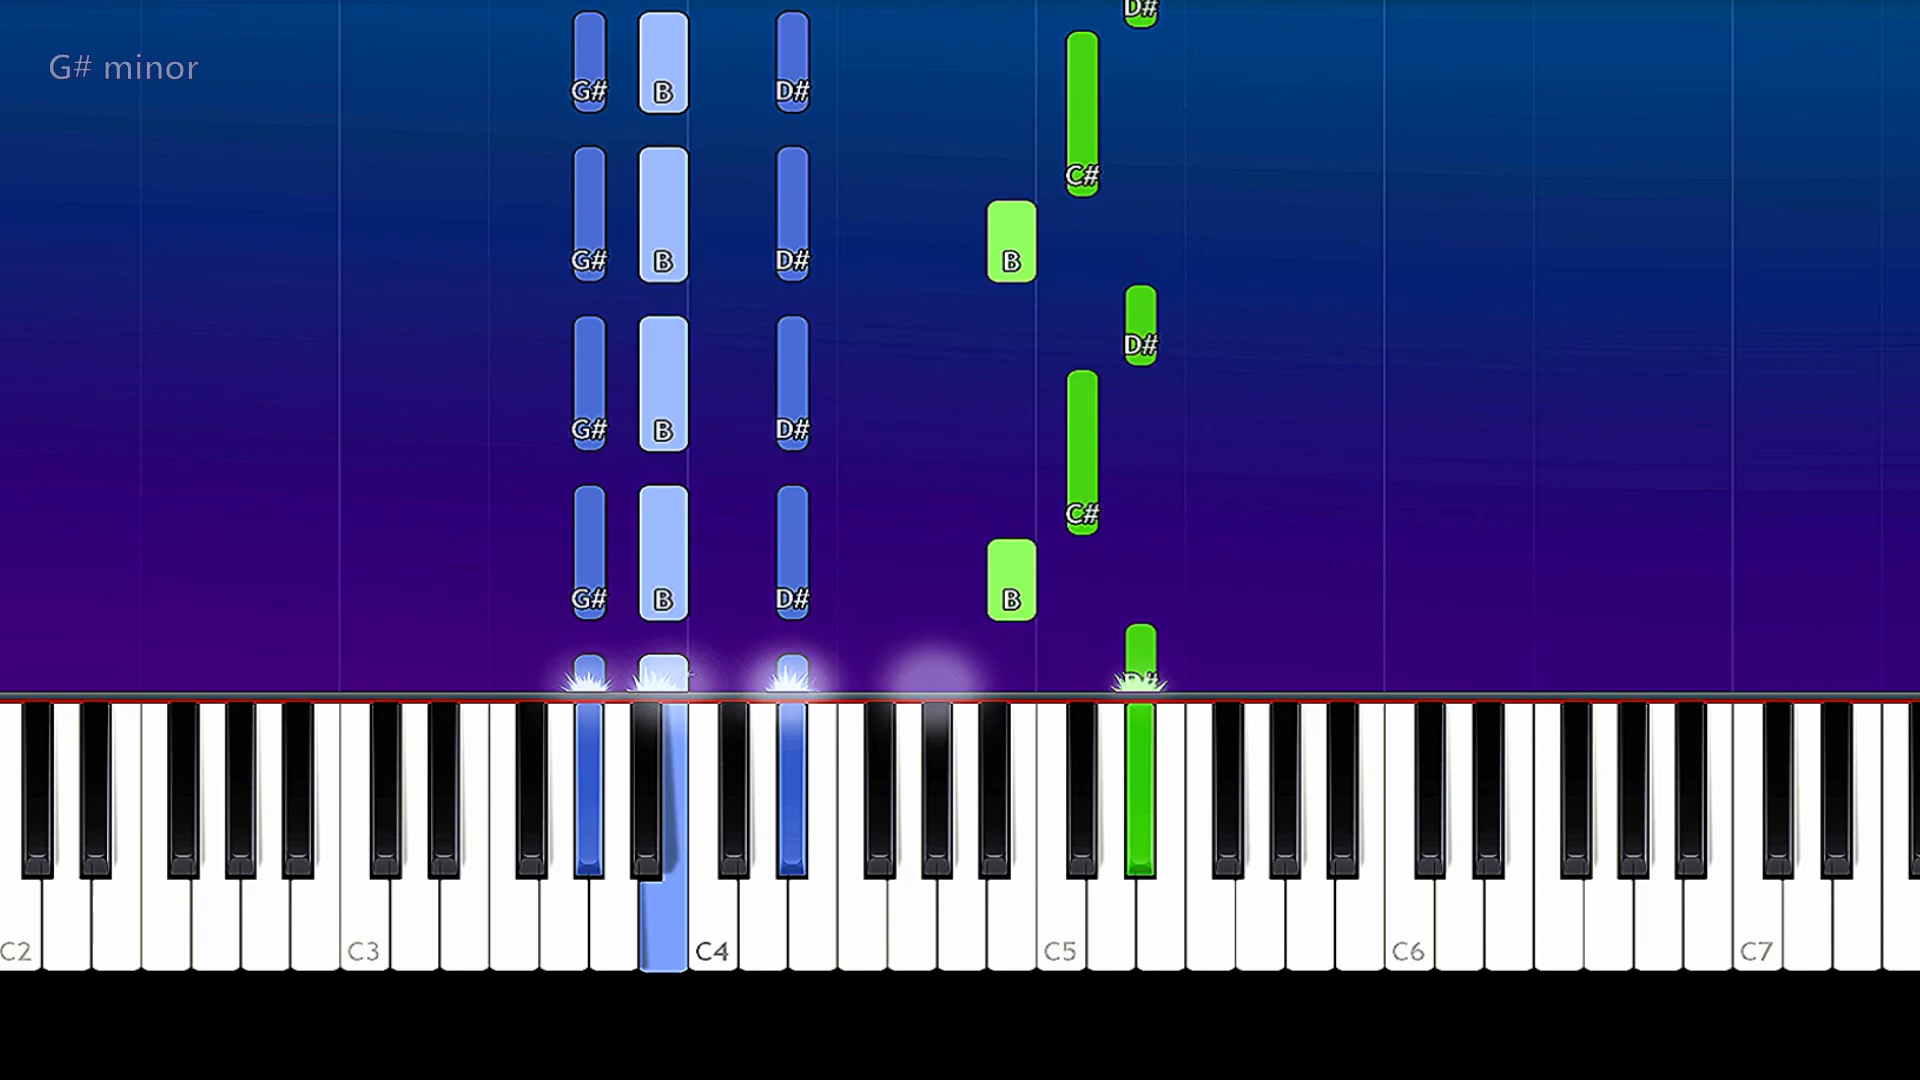 D#
G# minor
G# B D#
C#
G# B D# B
D#
G# B D#
C#
G# B D# B
D#
C2 C3 C4 C5 C6 C7